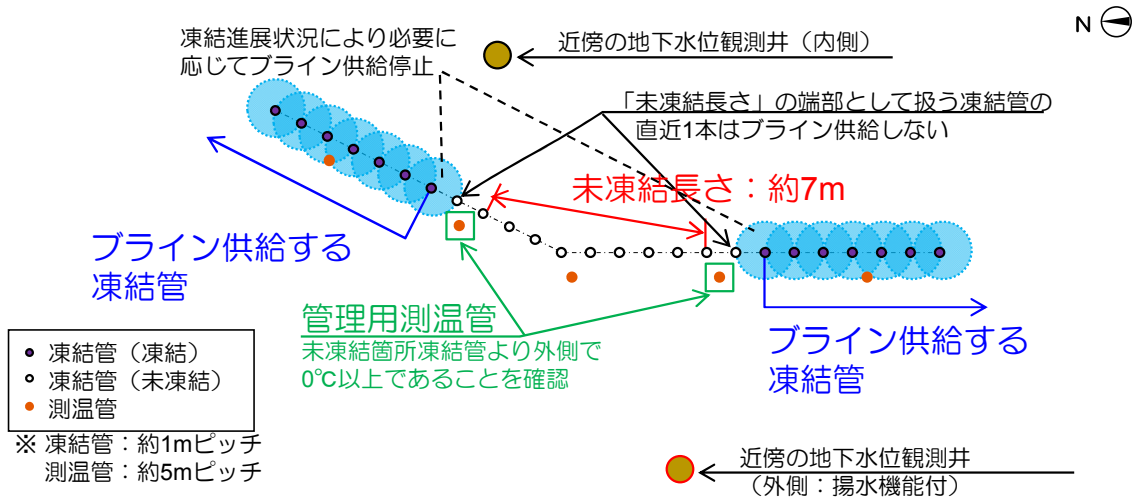 N
凍結進展状況により必要に
応じてブライン供給停止
近傍の地下水位観測井（内側）
「未凍結長さ」の端部として扱う凍結管の
直近1本はブライン供給しない
未凍結長さ：約7m
ブライン供給する
凍結管
管理用測温管
未凍結箇所凍結管より外側で
0℃以上であることを確認
ブライン供給する
凍結管
凍結管（凍結）
凍結管（未凍結）
測温管
※ 凍結管：約1mピッチ
測温管：約5mピッチ
近傍の地下水位観測井
（外側：揚水機能付）